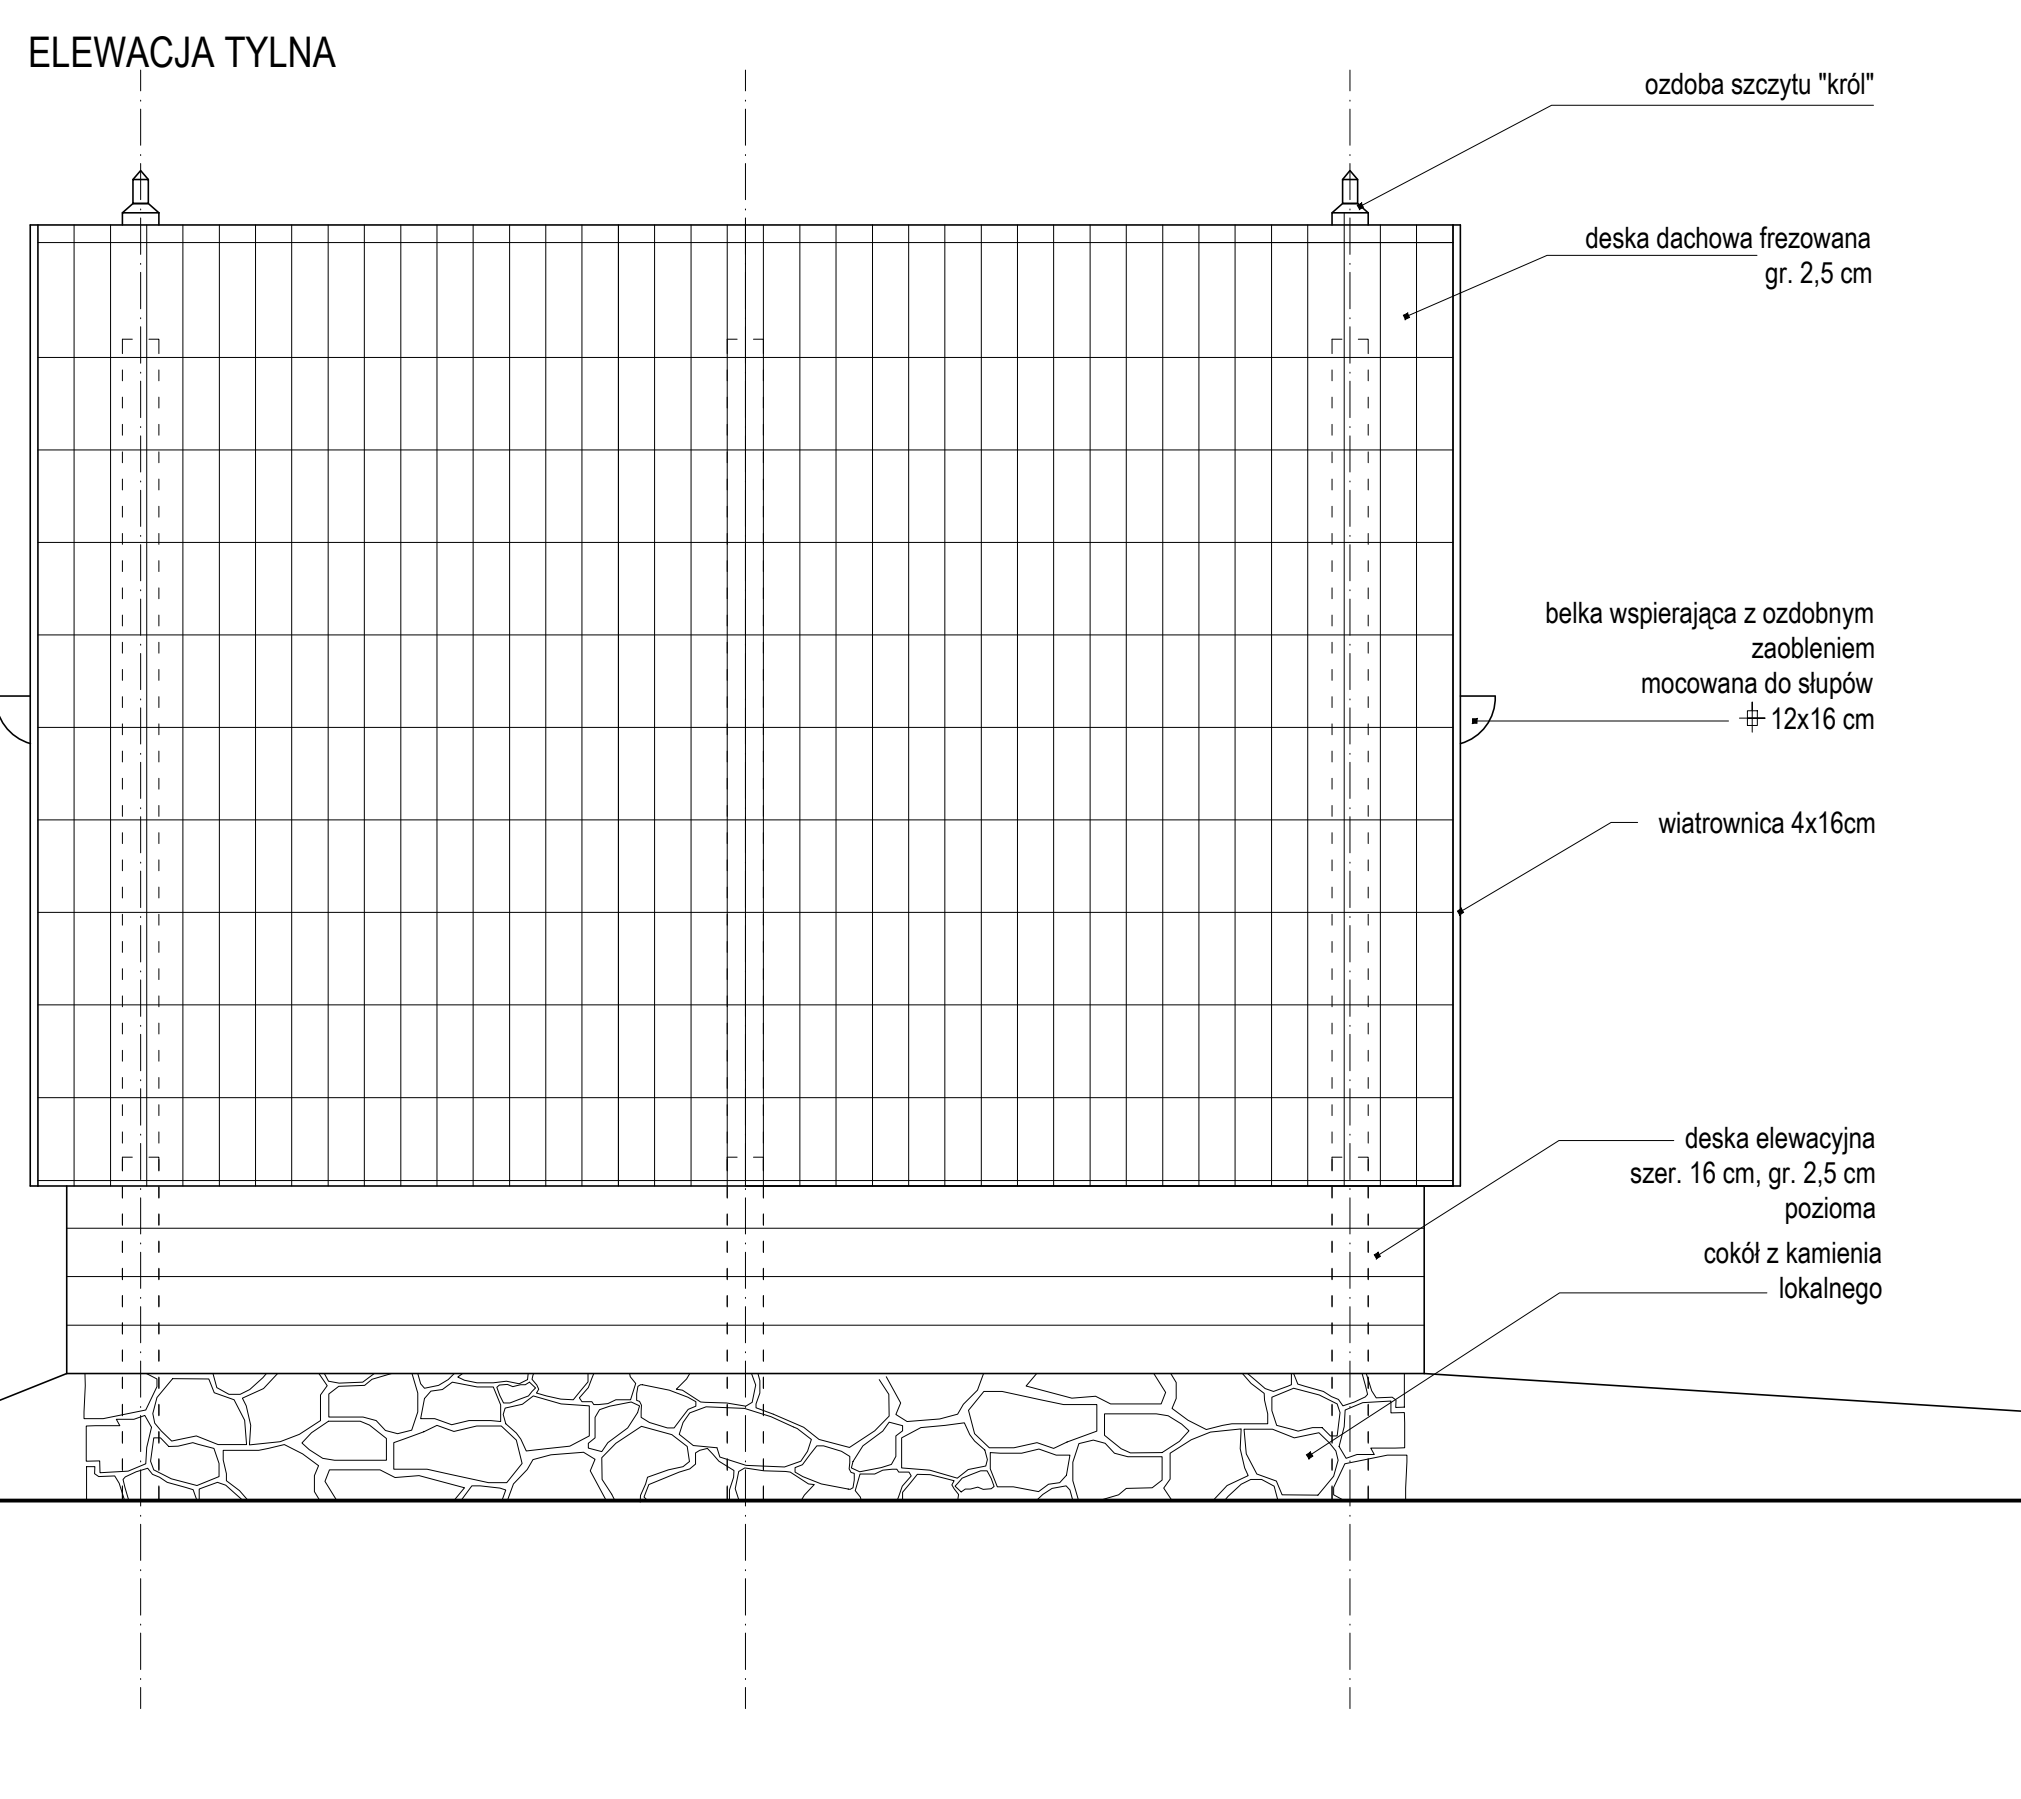 ELEWACJA TYLNA
ozdoba szczytu "król"
deska dachowa frezowana
gr. 2,5 cm
belka wspierająca z ozdobnym
zaobleniem
mocowana do słupów
12x16 cm
wiatrownica 4x16cm
deska elewacyjna
szer. 16 cm, gr. 2,5 cm
pozioma
cokół z kamienia
lokalnego